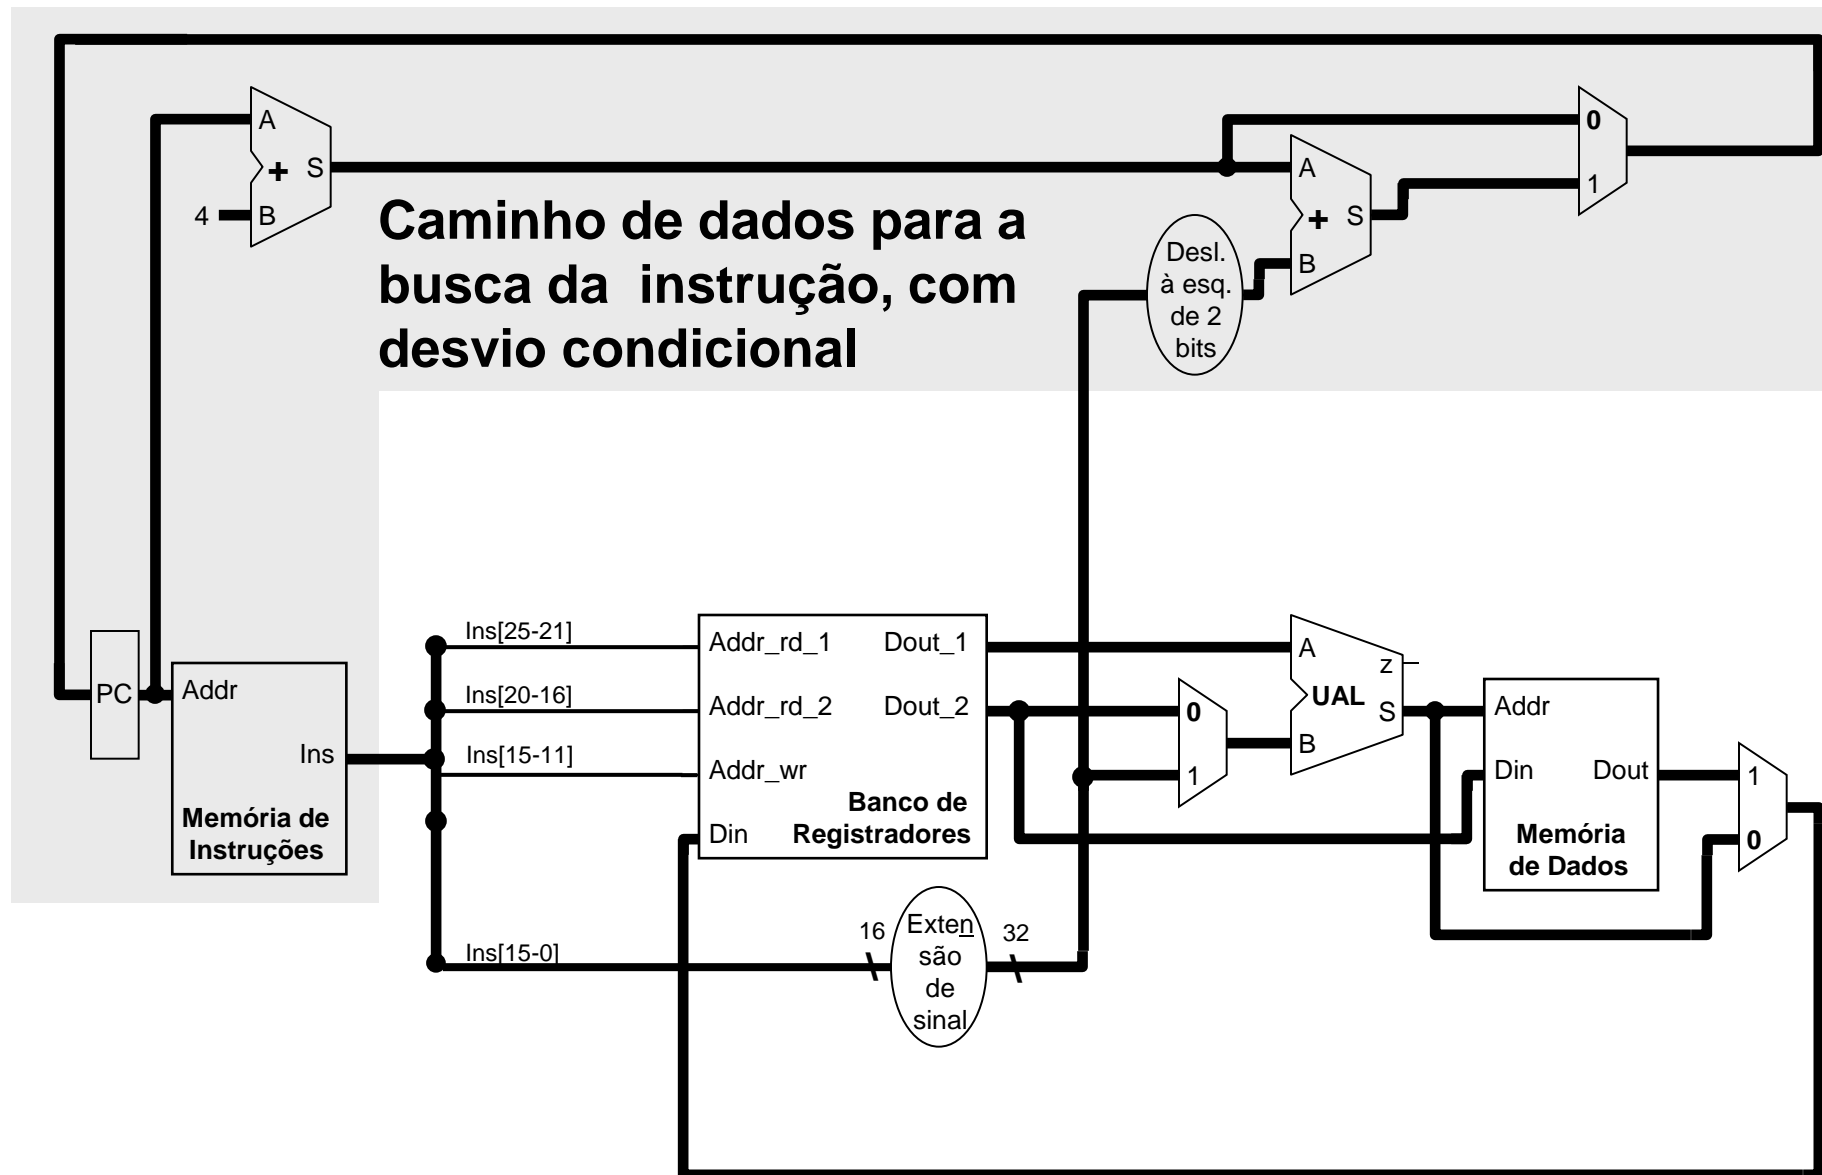 A
+
S
4
B
0
1
A
+
S
B
Desl.
à esq.
de 2
bits
Caminho de dados para a
busca da instrução, com
desvio condicional
PC
Addr
Ins
Memória de
Instruções
Ins[25-21]
Ins[20-16]
Ins[15-11]
Ins[15-0]
Addr_rd_1
Dout_1
Addr_rd_2
Dout_2
Addr_wr
Banco de
Din
Registradores
16
Exten
são
de
sinal
32
0
1
A
z
UAL
S
B
Addr
Din
Dout
Memória
de Dados
1
0